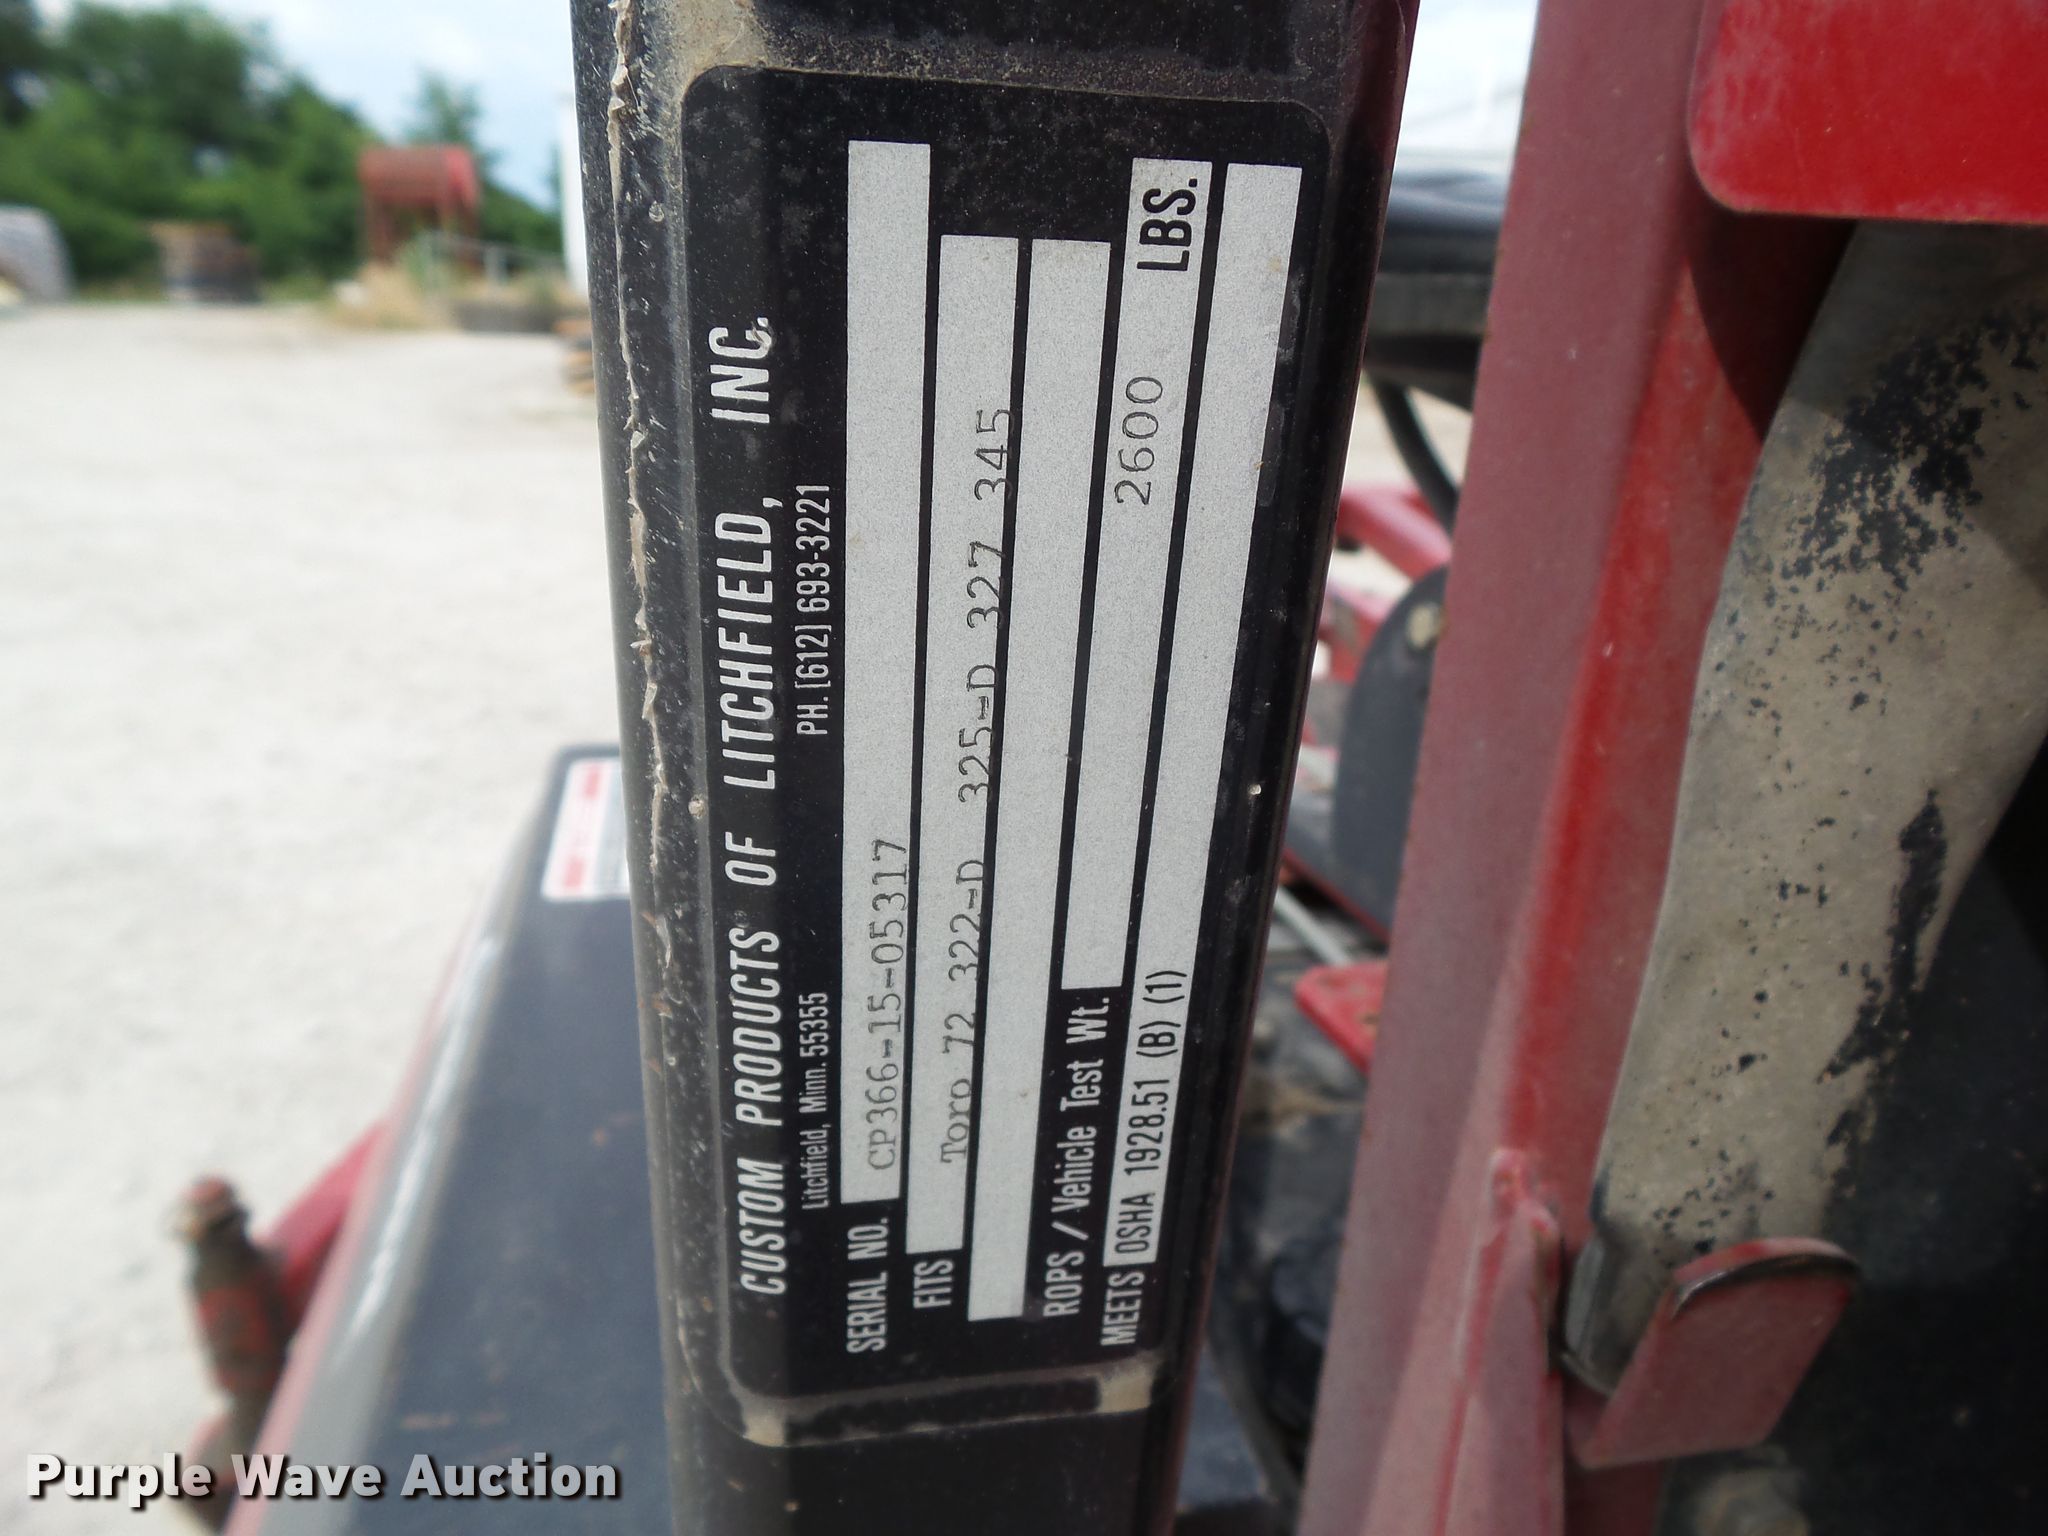 CUSTOM PRODUCTS OF LITCHFIELD, INC.
Litchfield, Minn. 55355 PH. [612] 693-3221
SERIAL NO. CP366-15-05317
FITS Toro 72 322-D 325-D 327 345
ROPS / Vehicle Test Wt. 2600 LBS.
MEETS OSHA 1928.51 (B) (1)
Purple Wave Auction